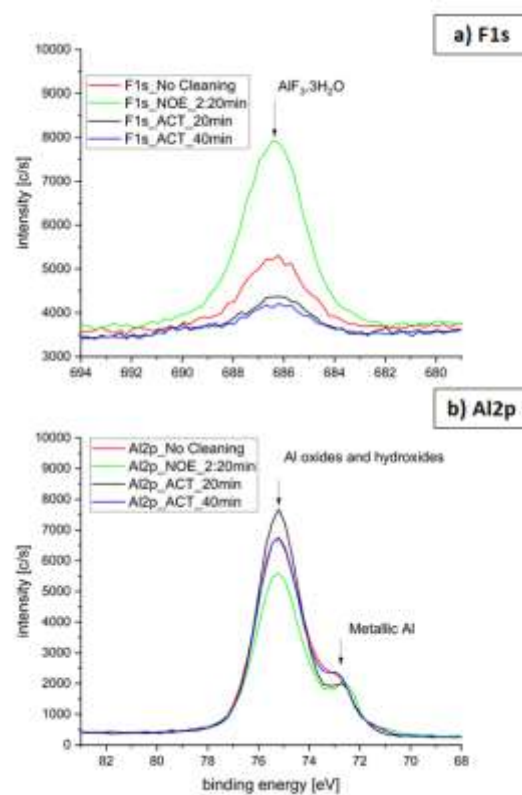 a) F1s
10000
9000
8000
7000
6000
5000
4000
3000
intensity [c/s]
F1s_No Cleaning
F1s_NOE_2:20min
F1s_ACT_20min
F1s_ACT_40min
AlF₃.3H₂O
694 692 690 688 686 684 682 680
b) Al2p
10000
9000
8000
7000
6000
5000
4000
3000
2000
1000
0
intensity [c/s]
Al2p_No Cleaning
Al2p_NOE_2:20min
Al2p_ACT_20min
Al2p_ACT_40min
Al oxides and hydroxides
Metallic Al
82 80 78 76 74 72 70 68
binding energy [eV]